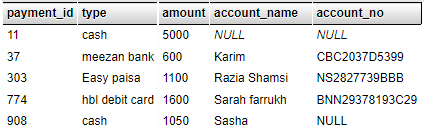 payment_id type amount account_name account_no
11 cash 5000 NULL NULL
37 meezan bank 600 Karim CBC2037D5399
303 Easy paisa 1100 Razia Shamsi NS2827739BBB
774 hbl debit card 1600 Sarah farrukh BNN29378193C29
908 cash 1050 Sasha NULL